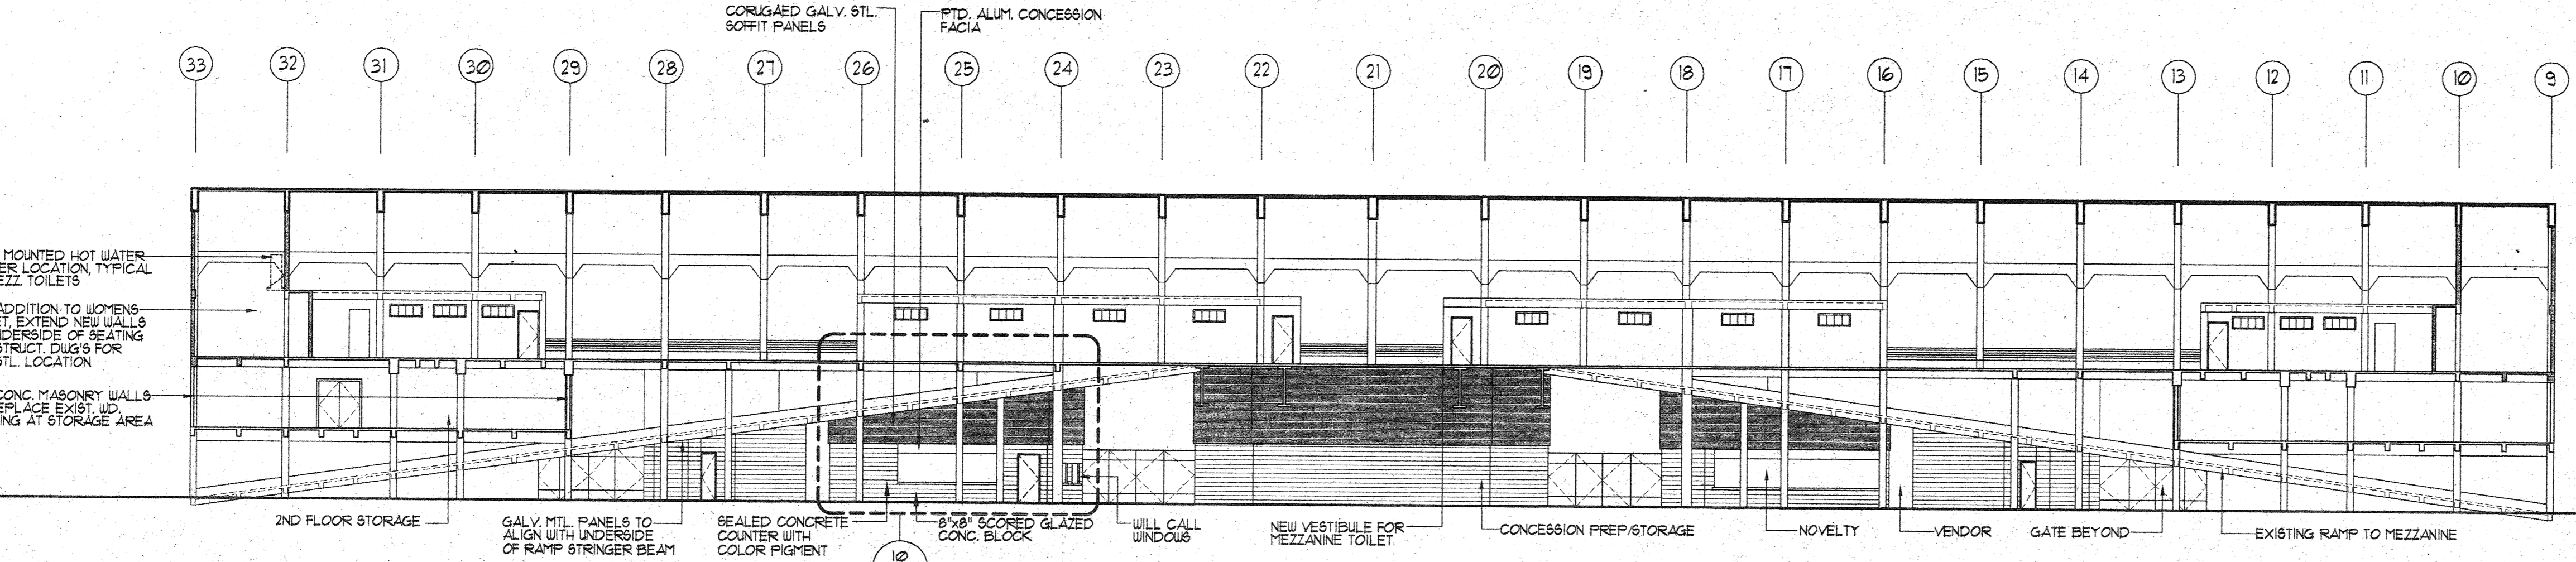 CORUGAED GALV. STL.
SOFFIT PANELS
PTD. ALUM. CONCESSION
FACIA
33 32 31 30 29 28 27 26 25 24 23 22 21 20 19 18 17 16 15 14 13 12 11 10 9
MOUNTED HOT WATER
ER LOCATION, TYPICAL
EZZ. TOILETS
ADDITION TO WOMENS
ET, EXTEND NEW WALLS
NDERSIDE OF SEATING
STRUCT. DWG'S FOR
STL. LOCATION
CONC. MASONRY WALLS
EPLACE EXIST. WD.
ING AT STORAGE AREA
2ND FLOOR STORAGE
GALV. MTL. PANELS TO
ALIGN WITH UNDERSIDE
OF RAMP STRINGER BEAM
SEALED CONCRETE
COUNTER WITH
COLOR PIGMENT
10
8"x8" SCORED GLAZED
CONC. BLOCK
WILL CALL
WINDOWS
NEW VESTIBULE FOR
MEZZANINE TOILET
CONCESSION PREP/STORAGE
NOVELTY
VENDOR
GATE BEYOND
EXISTING RAMP TO MEZZANINE